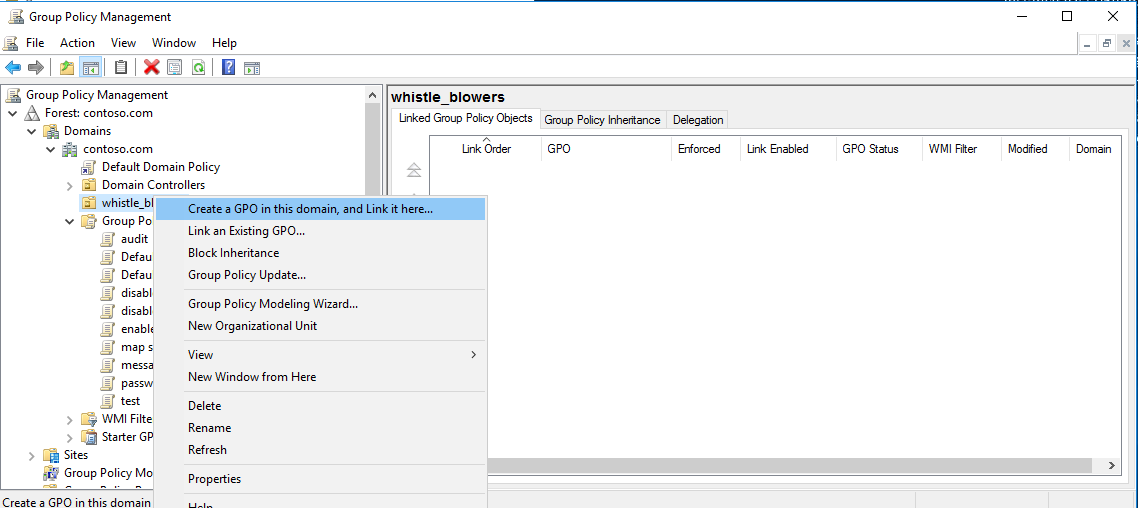 Group Policy Management
File Action View Window Help
Group Policy Management
Forest: contoso.com
Domains
contoso.com
Default Domain Policy
Domain Controllers
whistle_bl
Group Po
audit
Defau
Defau
disabl
disabl
enable
map s
messa
passw
test
WMI Filte
Starter GP
Sites
Group Policy Mo
Create a GPO in this domain
Create a GPO in this domain, and Link it here...
Link an Existing GPO...
Block Inheritance
Group Policy Update...
Group Policy Modeling Wizard...
New Organizational Unit
View
New Window from Here
Delete
Rename
Refresh
Properties
Help
whistle_blowers
Linked Group Policy Objects Group Policy Inheritance Delegation
Link Order GPO Enforced Link Enabled GPO Status WMI Filter Modified Domain